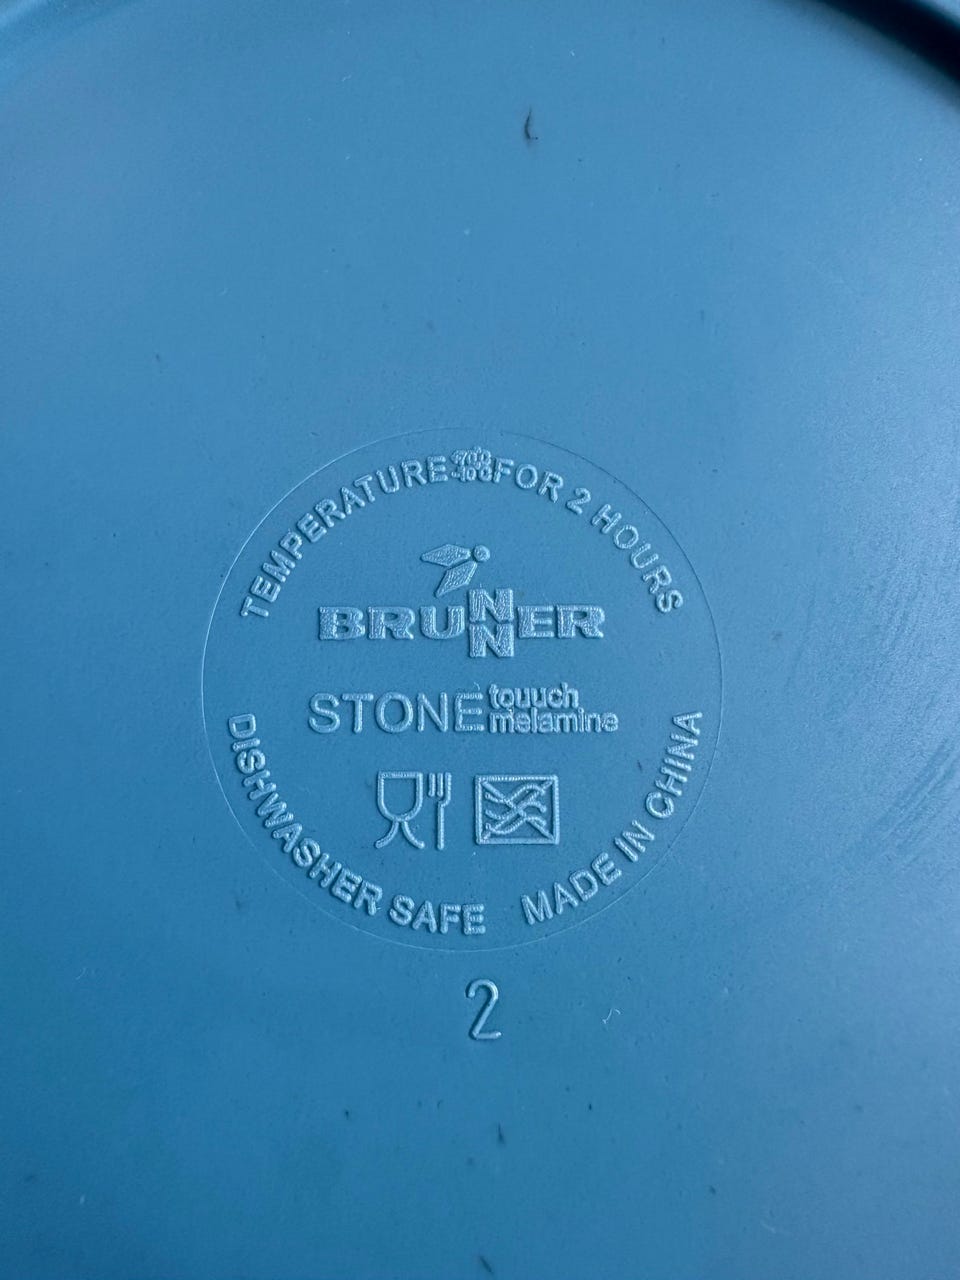 TEMPERATURE FOR 2 HOURS
BRUNNER
STONE touuch
melamine
DISHWASHER SAFE
MADE IN CHINA
2